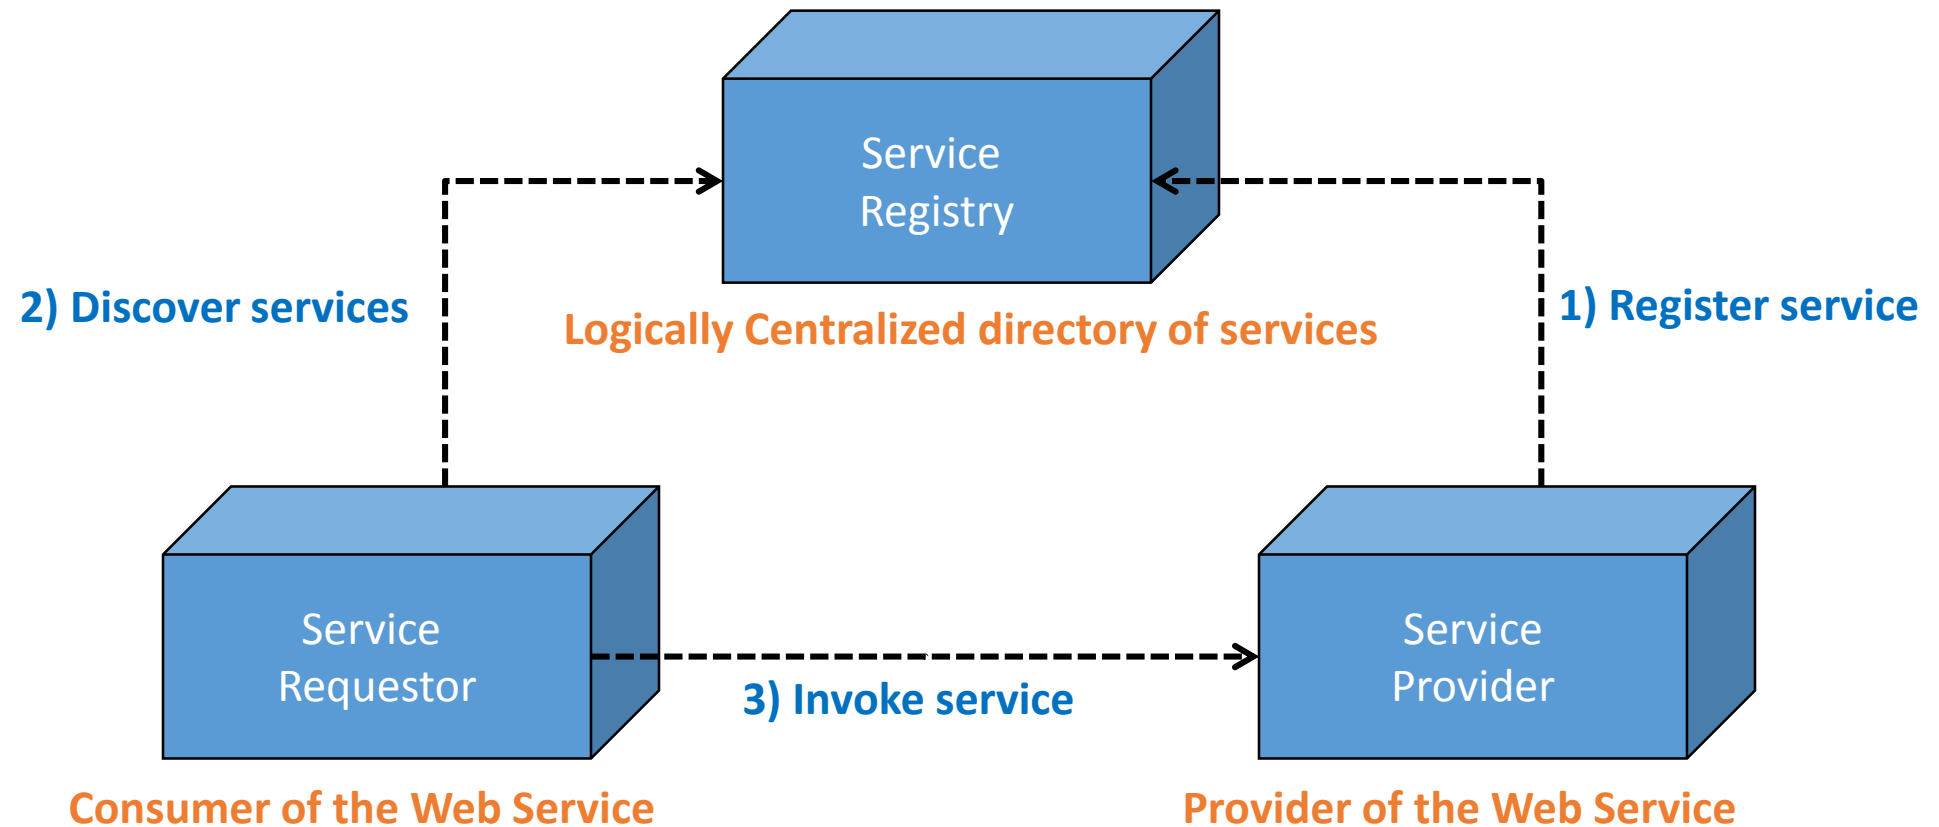 Service
Registry
2) Discover services
1) Register service
Logically Centralized directory of services
Service
Requestor
Service
Provider
3) Invoke service
Consumer of the Web Service
Provider of the Web Service